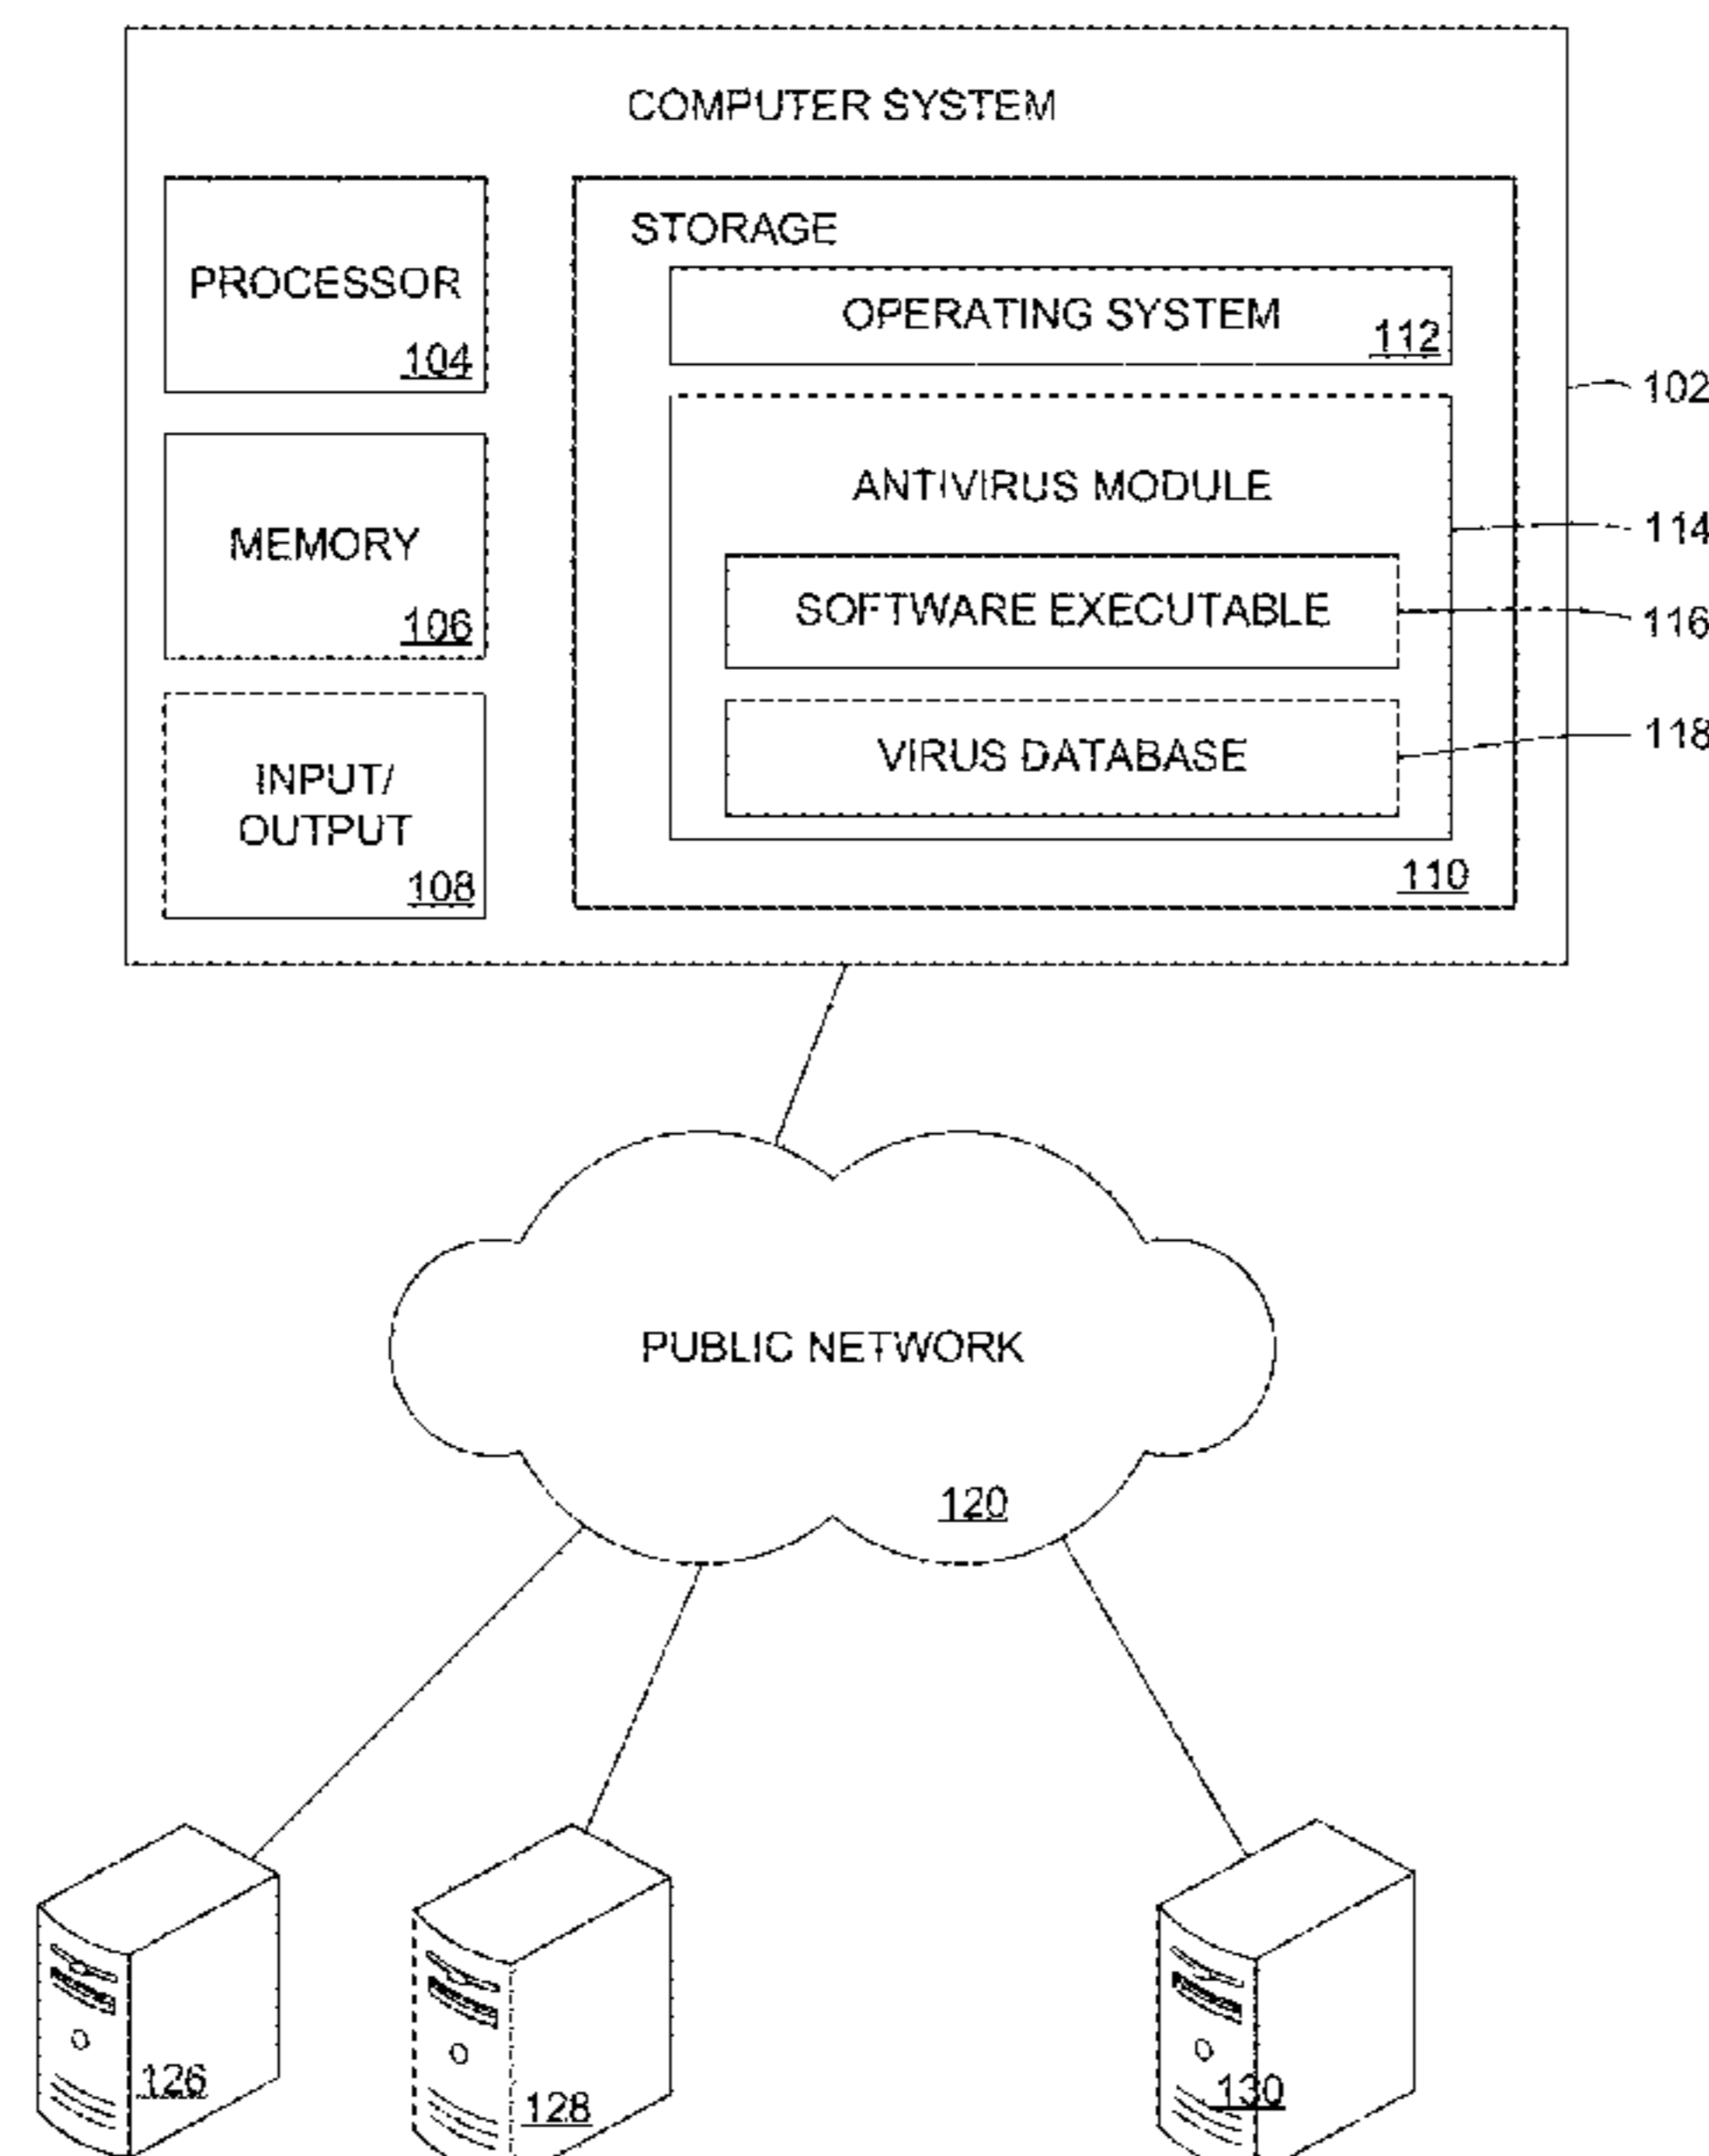 COMPUTER SYSTEM
PROCESSOR
104
MEMORY
106
INPUT/
OUTPUT
108
STORAGE
OPERATING SYSTEM
112
ANTIVIRUS MODULE
SOFTWARE EXECUTABLE
VIRUS DATABASE
110
102
114
116
118
PUBLIC NETWORK
120
126
128
130